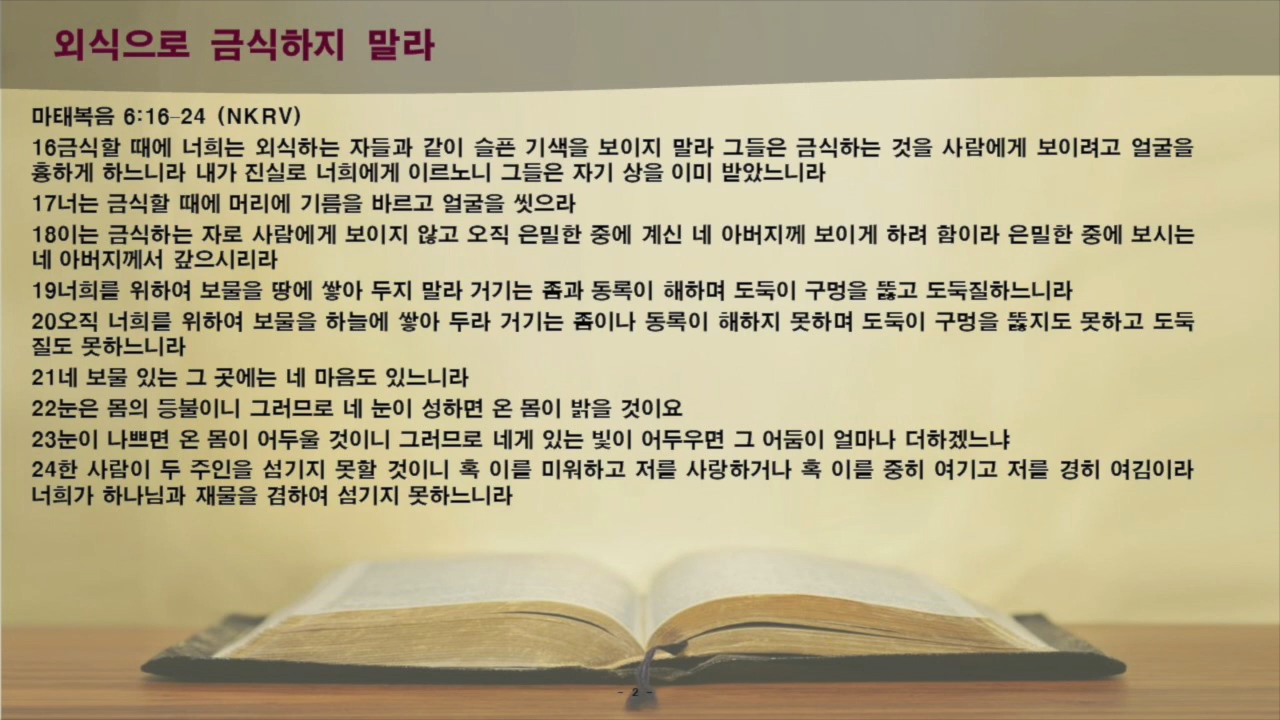 외식으로 금식하지 말라
마태복음 6:16-24 (NKRV)
16금식할 때에 너희는 외식하는 자들과 같이 슬픈 기색을 보이지 말라 그들은 금식하는 것을 사람에게 보이려고 얼굴을
흉하게 하느니라 내가 진실로 너희에게 이르노니 그들은 자기 상을 이미 받았느니라
17너는 금식할 때에 머리에 기름을 바르고 얼굴을 씻으라
18이는 금식하는 자로 사람에게 보이지 않고 오직 은밀한 중에 계신 네 아버지께 보이게 하려 함이라 은밀한 중에 보시는
네 아버지께서 갚으시리라
19너희를 위하여 보물을 땅에 쌓아 두지 말라 거기는 좀과 동록이 해하며 도둑이 구멍을 뚫고 도둑질하느니라
20오직 너희를 위하여 보물을 하늘에 쌓아 두라 거기는 좀이나 동록이 해하지 못하며 도둑이 구멍을 뚫지도 못하고 도둑
질도 못하느니라
21네 보물 있는 그 곳에는 네 마음도 있느니라
22눈은 몸의 등불이니 그러므로 네 눈이 성하면 온 몸이 밝을 것이요
23눈이 나쁘면 온 몸이 어두울 것이니 그러므로 네게 있는 빛이 어두우면 그 어둠이 얼마나 더하겠느냐
24한 사람이 두 주인을 섬기지 못할 것이니 혹 이를 미워하고 저를 사랑하거나 혹 이를 중히 여기고 저를 경히 여김이라
너희가 하나님과 재물을 겸하여 섬기지 못하느니라
- 2 -